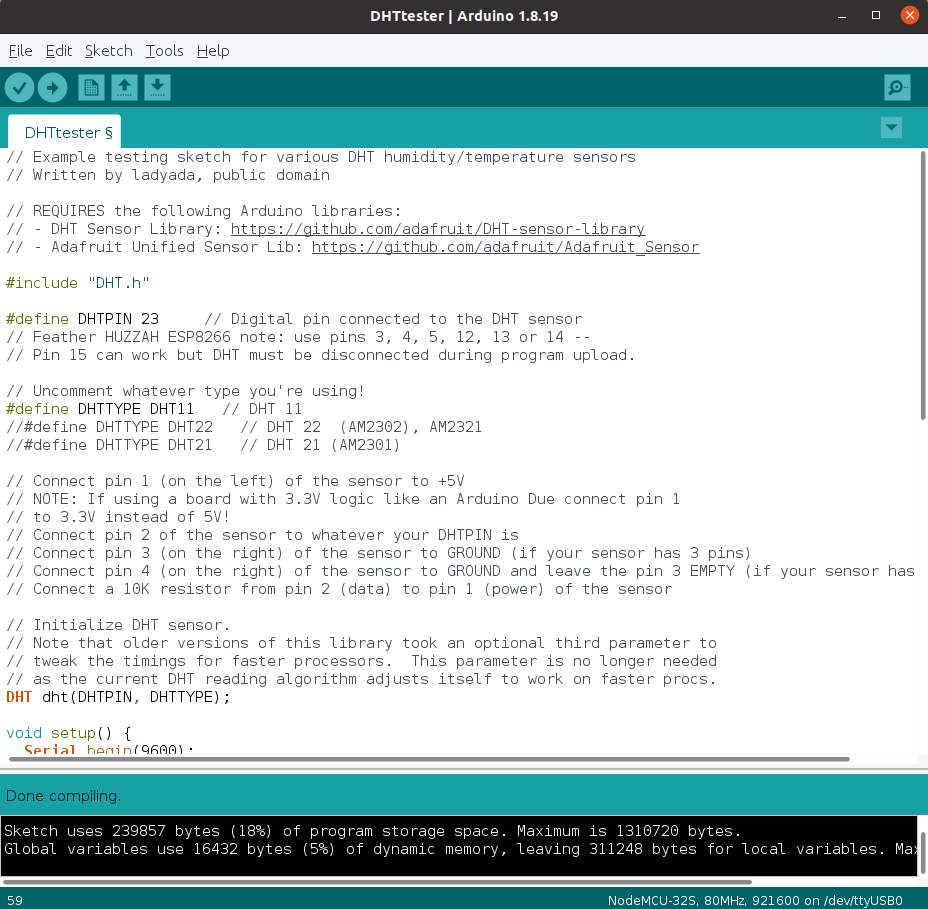 DHTtester | Arduino 1.8.19
File Edit Sketch Tools Help
DHTtester §
// Example testing sketch for various DHT humidity/temperature sensors
// Written by ladyada, public domain
// REQUIRES the following Arduino libraries:
// - DHT Sensor Library: https://github.com/adafruit/DHT-sensor-library
// - Adafruit Unified Sensor Lib: https://github.com/adafruit/Adafruit_Sensor
#include "DHT.h"
#define DHTPIN 23     // Digital pin connected to the DHT sensor
// Feather HUZZAH ESP8266 note: use pins 3, 4, 5, 12, 13 or 14 --
// Pin 15 can work but DHT must be disconnected during program upload.
// Uncomment whatever type you're using!
#define DHTTYPE DHT11   // DHT 11
//#define DHTTYPE DHT22   // DHT 22  (AM2302), AM2321
//#define DHTTYPE DHT21   // DHT 21 (AM2301)
// Connect pin 1 (on the left) of the sensor to +5V
// NOTE: If using a board with 3.3V logic like an Arduino Due connect pin 1
// to 3.3V instead of 5V!
// Connect pin 2 of the sensor to whatever your DHTPIN is
// Connect pin 3 (on the right) of the sensor to GROUND (if your sensor has 3 pins)
// Connect pin 4 (on the right) of the sensor to GROUND and leave the pin 3 EMPTY (if your sensor has
// Connect a 10K resistor from pin 2 (data) to pin 1 (power) of the sensor
// Initialize DHT sensor.
// Note that older versions of this library took an optional third parameter to
// tweak the timings for faster processors.  This parameter is no longer needed
// as the current DHT reading algorithm adjusts itself to work on faster procs.
DHT dht(DHTPIN, DHTTYPE);
void setup() {
  Serial.begin(9600);
Done compiling.
Sketch uses 239857 bytes (18%) of program storage space. Maximum is 1310720 bytes.
Global variables use 16432 bytes (5%) of dynamic memory, leaving 311248 bytes for local variables. Max
59
NodeMCU-32S, 80MHz, 921600 on /dev/ttyUSB0